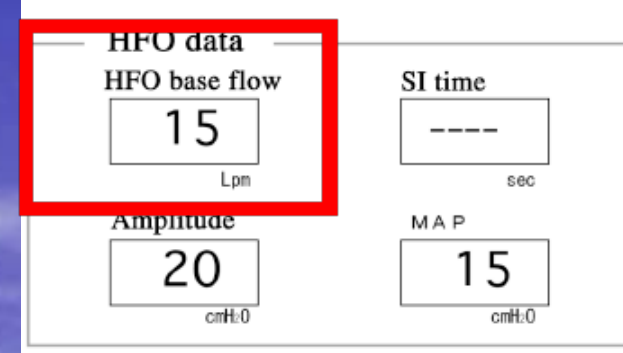 HFO data
HFO base flow SI time
15 ----
Lpm sec
Amplitude MAP
20 15
cmH₂O cmH₂O